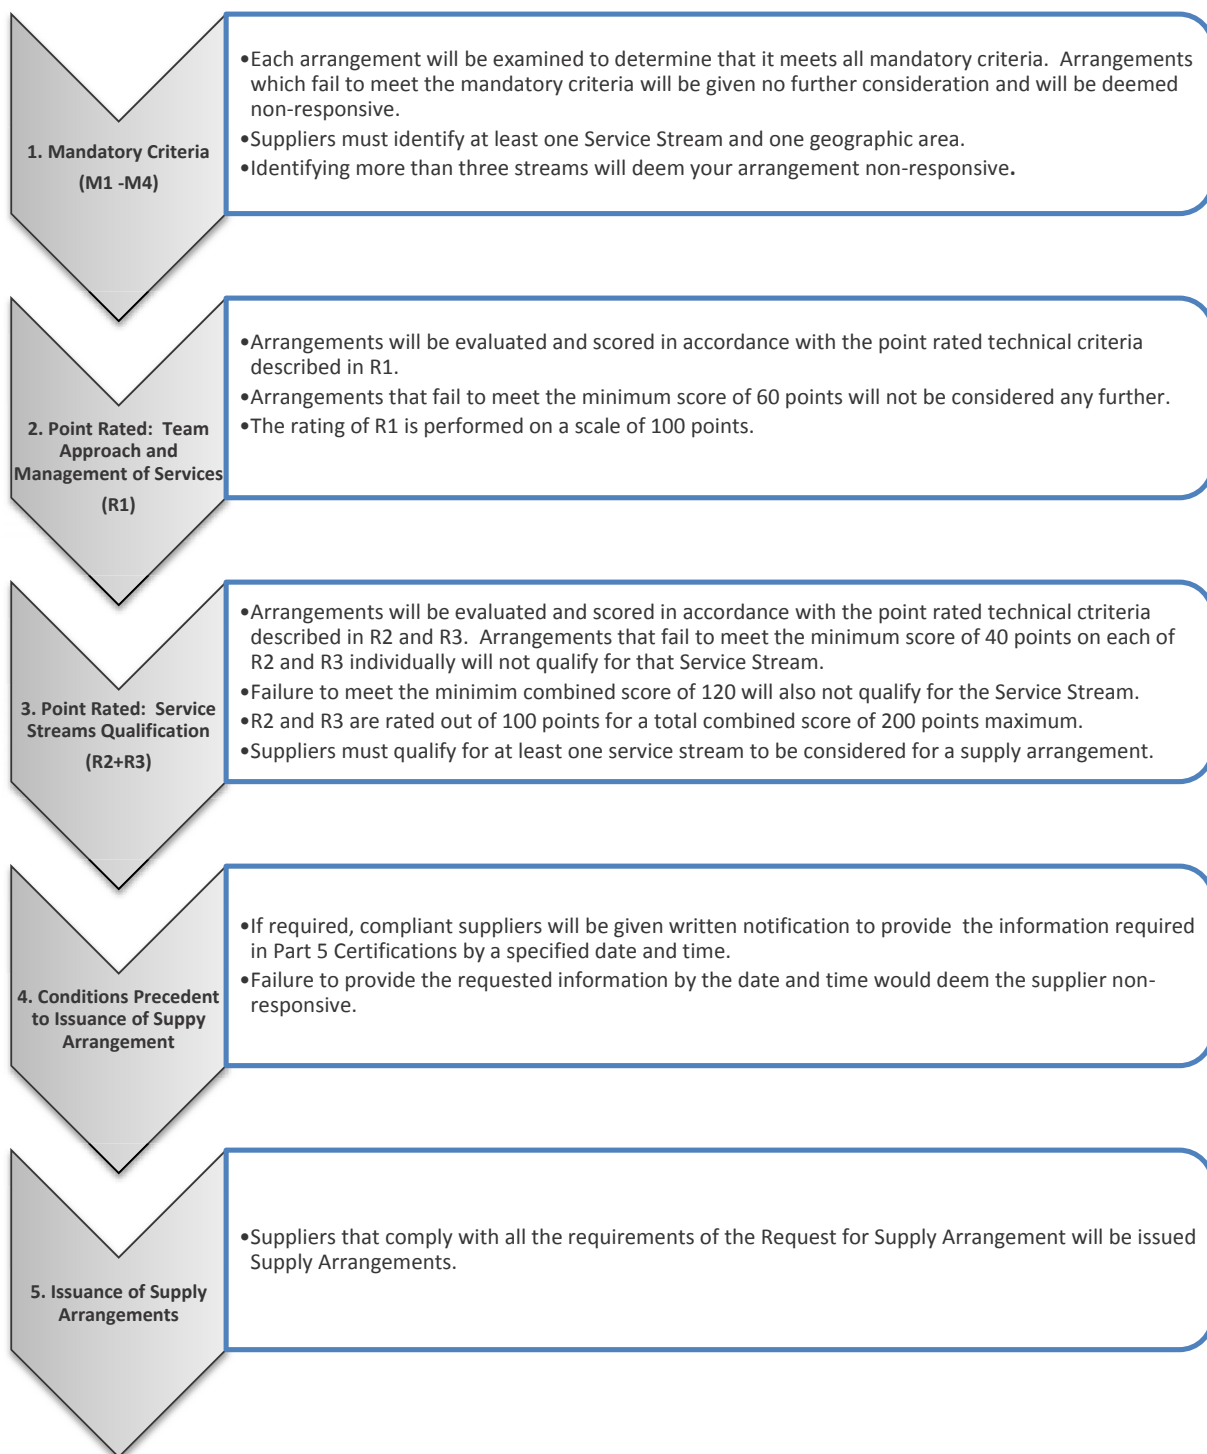 1. Mandatory Criteria
(M1 -M4)
•Each arrangement will be examined to determine that it meets all mandatory criteria.  Arrangements
which fail to meet the mandatory criteria will be given no further consideration and will be deemed
non-responsive.
•Suppliers must identify at least one Service Stream and one geographic area.
•Identifying more than three streams will deem your arrangement non-responsive.
2. Point Rated:  Team
Approach and
Management of Services
(R1)
•Arrangements will be evaluated and scored in accordance with the point rated technical criteria
described in R1.
•Arrangements that fail to meet the minimum score of 60 points will not be considered any further.
•The rating of R1 is performed on a scale of 100 points.
3. Point Rated:  Service
Streams Qualification
(R2+R3)
•Arrangements will be evaluated and scored in accordance with the point rated technical ctriteria
described in R2 and R3.  Arrangements that fail to meet the minimum score of 40 points on each of
R2 and R3 individually will not qualify for that Service Stream.
•Failure to meet the minimim combined score of 120 will also not qualify for the Service Stream.
•R2 and R3 are rated out of 100 points for a total combined score of 200 points maximum.
•Suppliers must qualify for at least one service stream to be considered for a supply arrangement.
4. Conditions Precedent
to Issuance of Suppy
Arrangement
•If required, compliant suppliers will be given written notification to provide  the information required
in Part 5 Certifications by a specified date and time.
•Failure to provide the requested information by the date and time would deem the supplier non-
responsive.
5. Issuance of Supply
Arrangements
•Suppliers that comply with all the requirements of the Request for Supply Arrangement will be issued
Supply Arrangements.